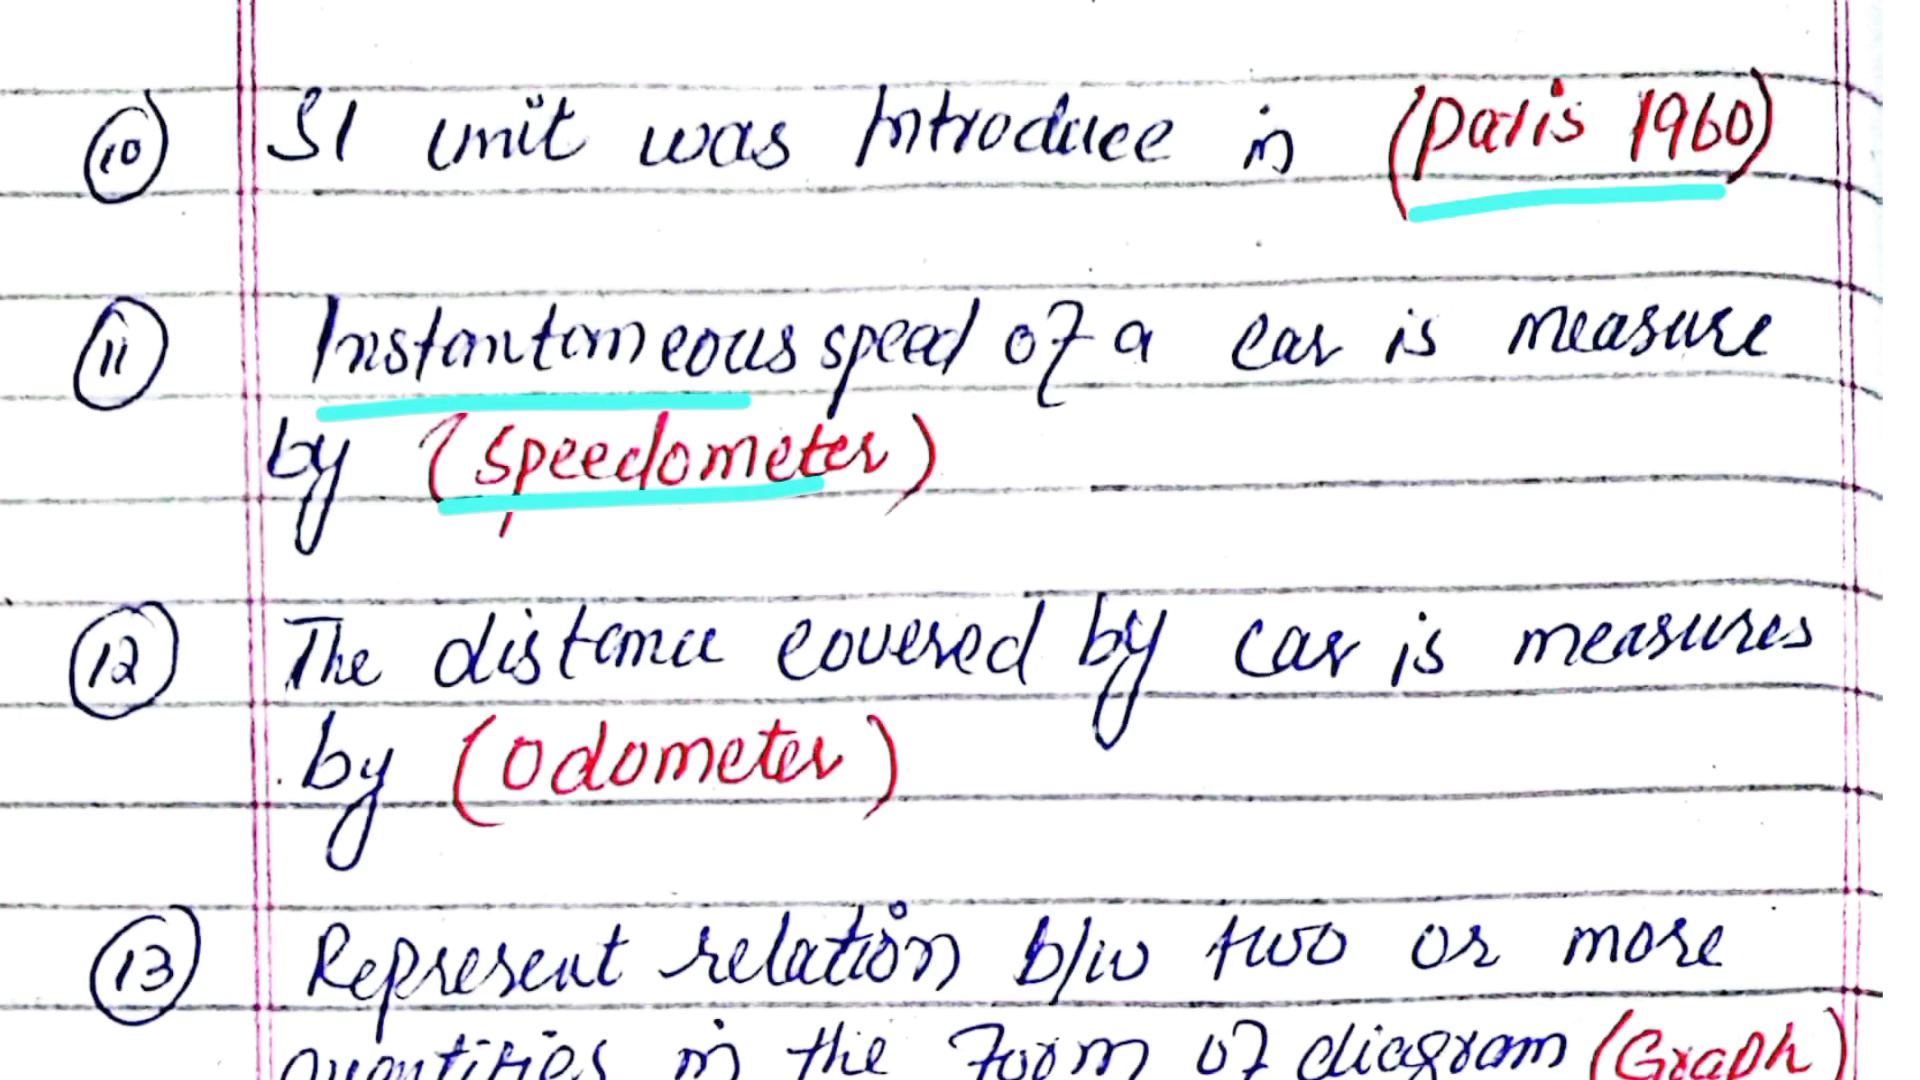 10 SI unit was Introduce in (Paris 1960)
11 Instantaneous speed of a car is measure
by (speedometer)
12 The distance covered by car is measures
by (Odometer)
13 Represent relation b/w two or more
quantities in the form of diagram (Graph)